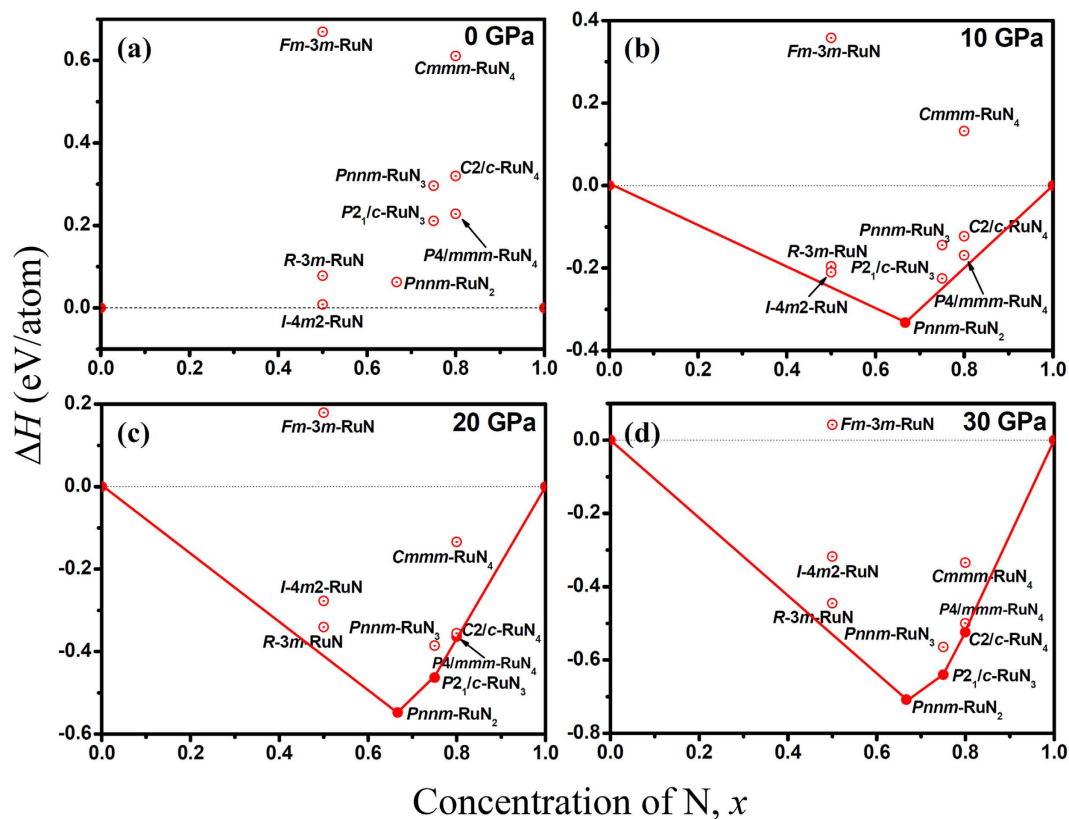 (a)
0 GPa
Fm-3m-RuN
Cmmm-RuN₄
Pnnm-RuN₃
C2/c-RuN₄
P2₁/c-RuN₃
P4/mmm-RuN₄
R-3m-RuN
Pnnm-RuN₂
I-4m2-RuN
0.6
0.4
0.2
0.0
0.0 0.2 0.4 0.6 0.8 1.0
(b)
10 GPa
Fm-3m-RuN
Cmmm-RuN₄
Pnnm-RuN₃
C2/c-RuN₄
R-3m-RuN
P2₁/c-RuN₃
I-4m2-RuN
P4/mmm-RuN₄
Pnnm-RuN₂
0.4
0.2
0.0
-0.2
-0.4
0.0 0.2 0.4 0.6 0.8 1.0
(c)
20 GPa
Fm-3m-RuN
Cmmm-RuN₄
I-4m2-RuN
R-3m-RuN
Pnnm-RuN₃
C2/c-RuN₄
P4/mmm-RuN₄
P2₁/c-RuN₃
Pnnm-RuN₂
0.2
0.0
-0.2
-0.4
-0.6
0.0 0.2 0.4 0.6 0.8 1.0
(d)
30 GPa
Fm-3m-RuN
I-4m2-RuN
Cmmm-RuN₄
R-3m-RuN
P4/mmm-RuN₄
Pnnm-RuN₃
C2/c-RuN₄
P2₁/c-RuN₃
Pnnm-RuN₂
0.0
-0.2
-0.4
-0.6
-0.8
0.0 0.2 0.4 0.6 0.8 1.0
ΔH (eV/atom)
Concentration of N, x